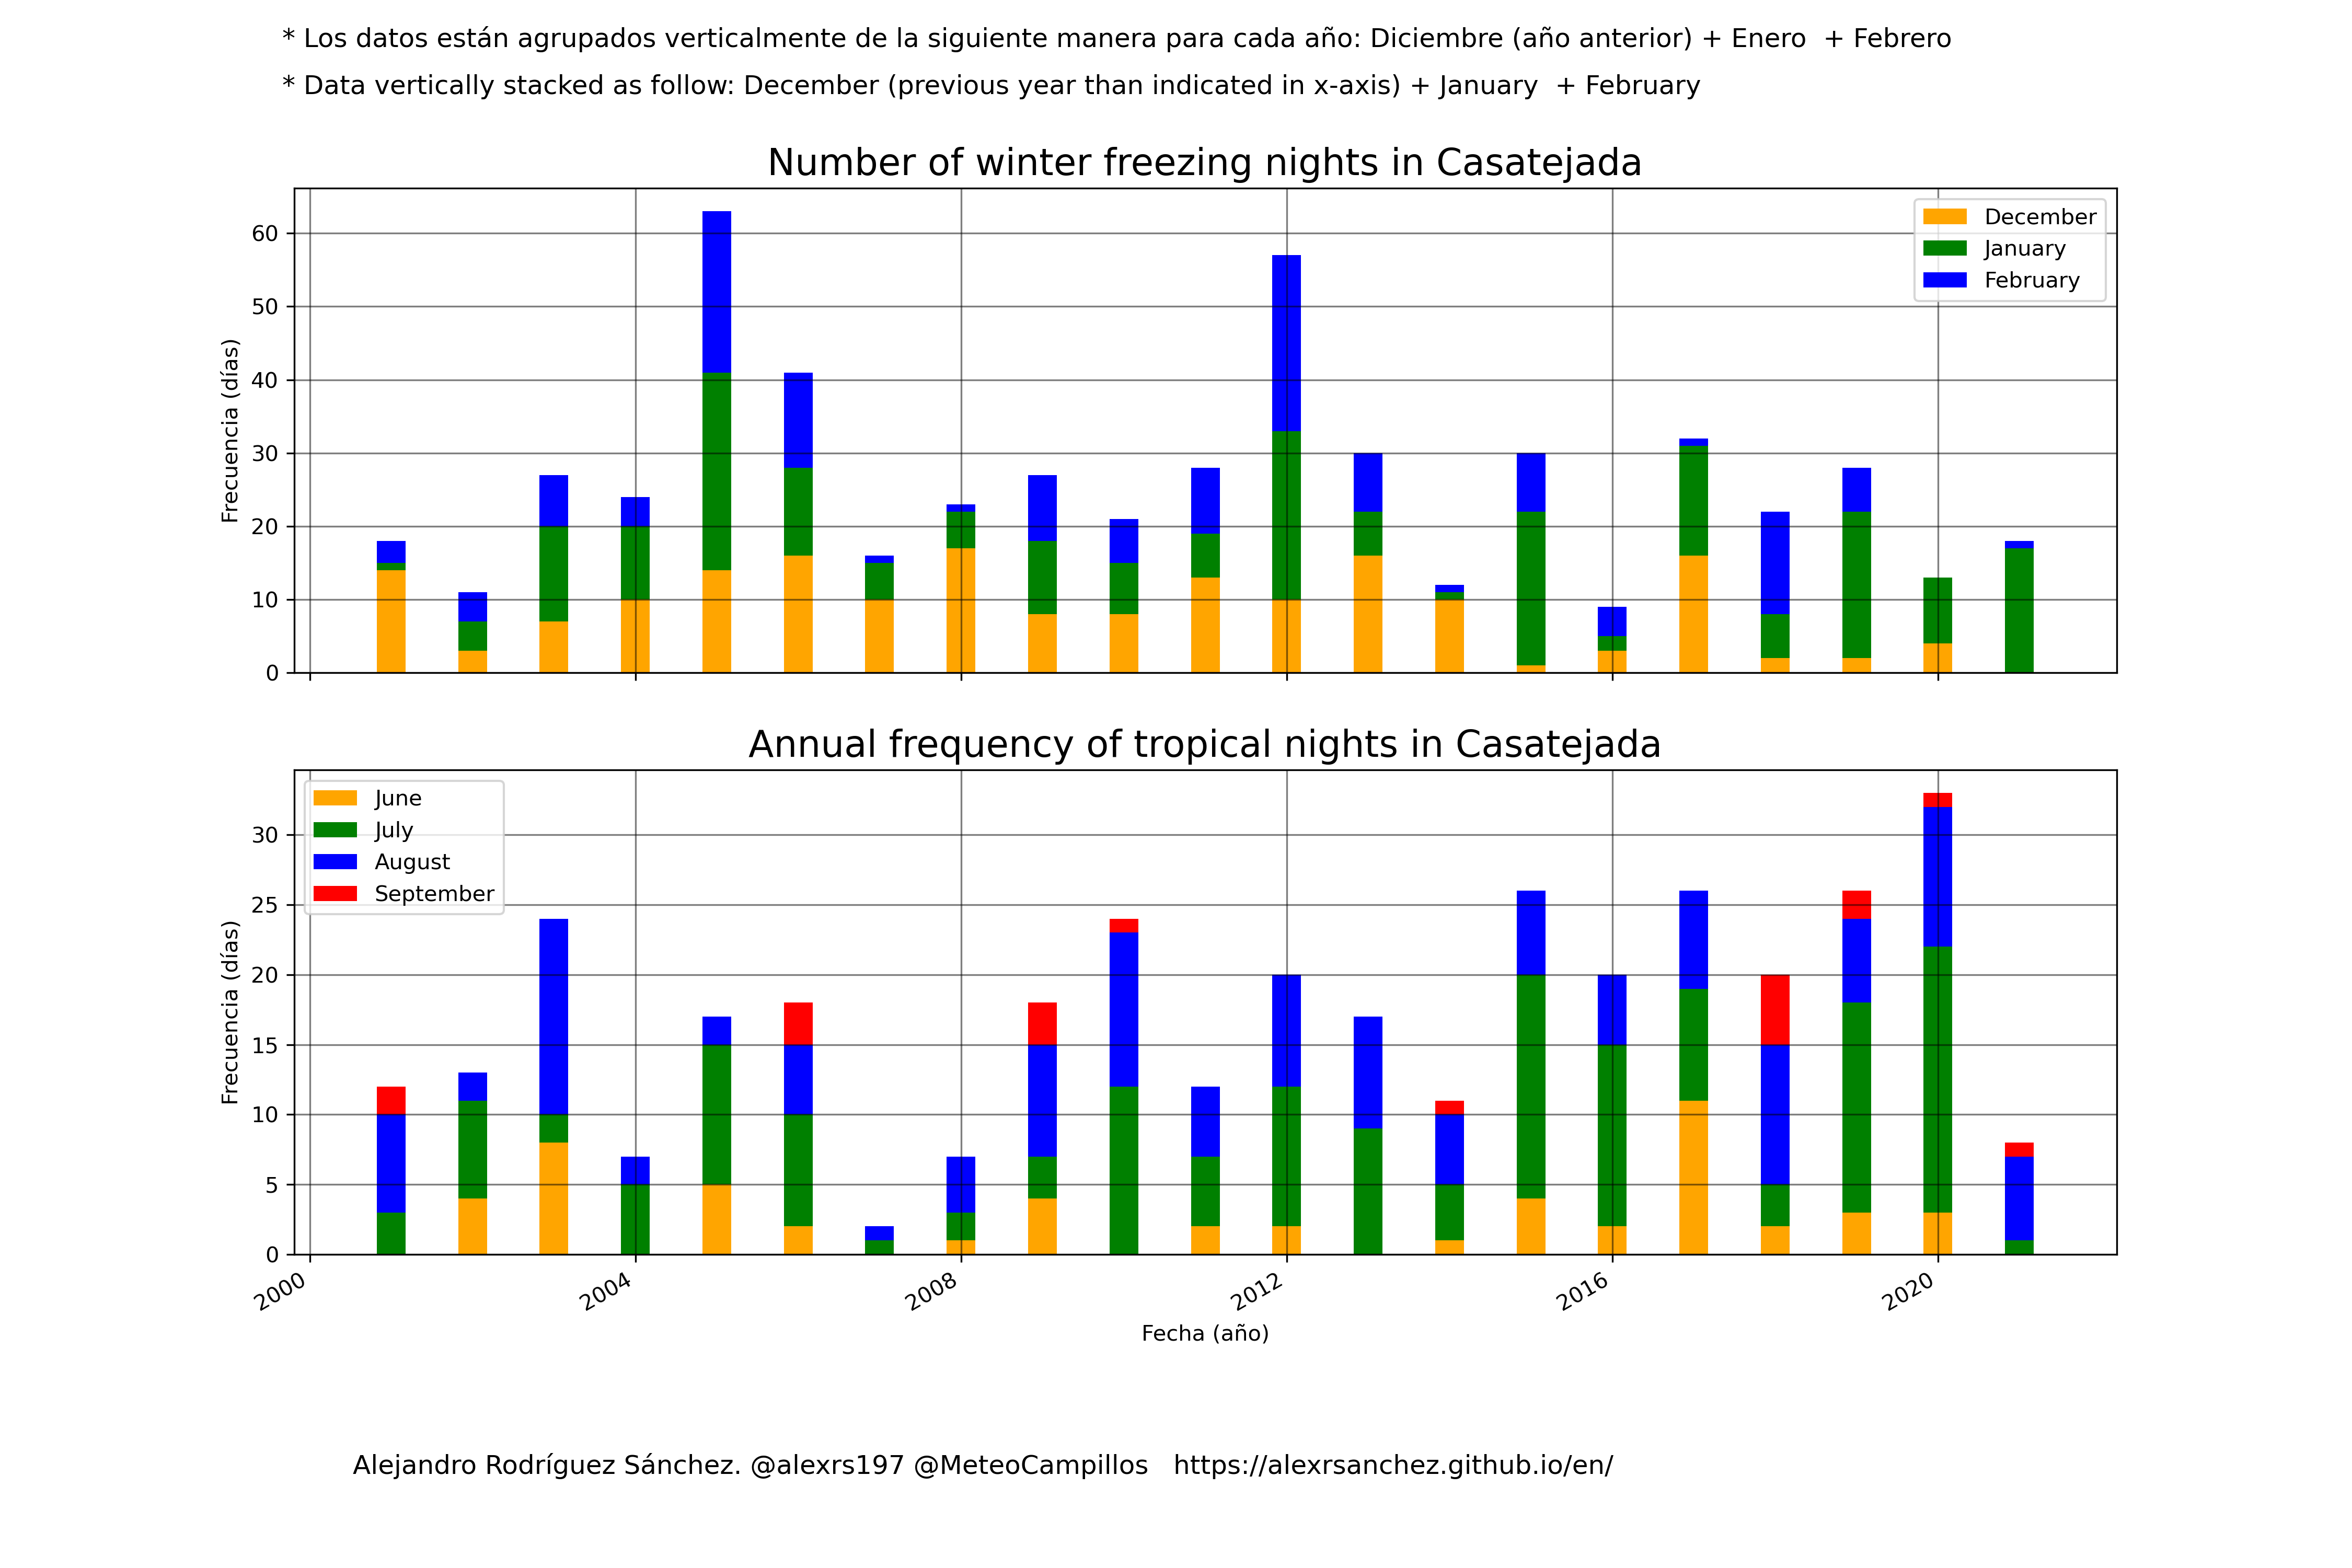 * Los datos están agrupados verticalmente de la siguiente manera para cada año: Diciembre (año anterior) + Enero  + Febrero
* Data vertically stacked as follow: December (previous year than indicated in x-axis) + January  + February
Number of winter freezing nights in Casatejada
December
January
February
Frecuencia (días)
60
50
40
30
20
10
0
Annual frequency of tropical nights in Casatejada
June
July
August
September
Frecuencia (días)
30
25
20
15
10
5
0
2000 2004 2008 2012 2016 2020
Fecha (año)
Alejandro Rodríguez Sánchez. @alexrs197 @MeteoCampillos   https://alexrsanchez.github.io/en/